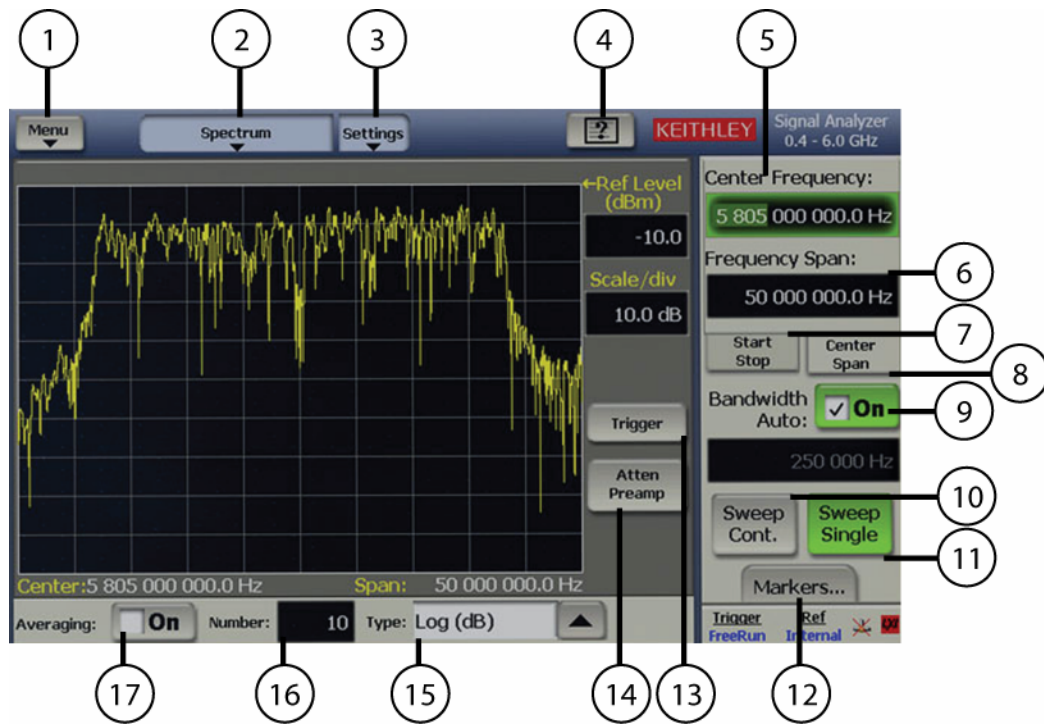 1
2
3
4
5
Menu
Spectrum
Settings
?
KEITHLEY
Signal Analyzer
0.4 - 6.0 GHz
←Ref Level
(dBm)
-10.0
Scale/div
10.0 dB
Trigger
Atten
Preamp
Center Frequency:
5 805 000 000.0 Hz
Frequency Span:
50 000 000.0 Hz
6
7
Start
Stop
Center
Span
8
Bandwidth
Auto:
On
9
250 000 Hz
10
Sweep
Cont.
Sweep
Single
11
Markers...
Center:5 805 000 000.0 Hz
Span: 50 000 000.0 Hz
Averaging:
On
Number:
10
Type:
Log (dB)
Trigger
FreeRun
Ref
Internal
LXI
17
16
15
14
13
12